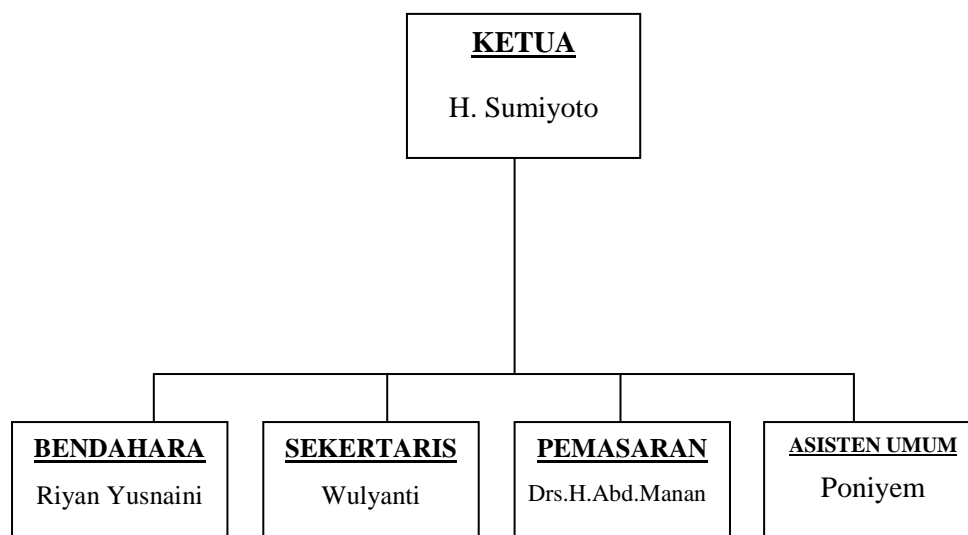 KETUA
H. Sumiyoto
BENDAHARA
Riyan Yusnaini
SEKERTARIS
Wulyanti
PEMASARAN
Drs.H.Abd.Manan
ASISTEN UMUM
Poniyem